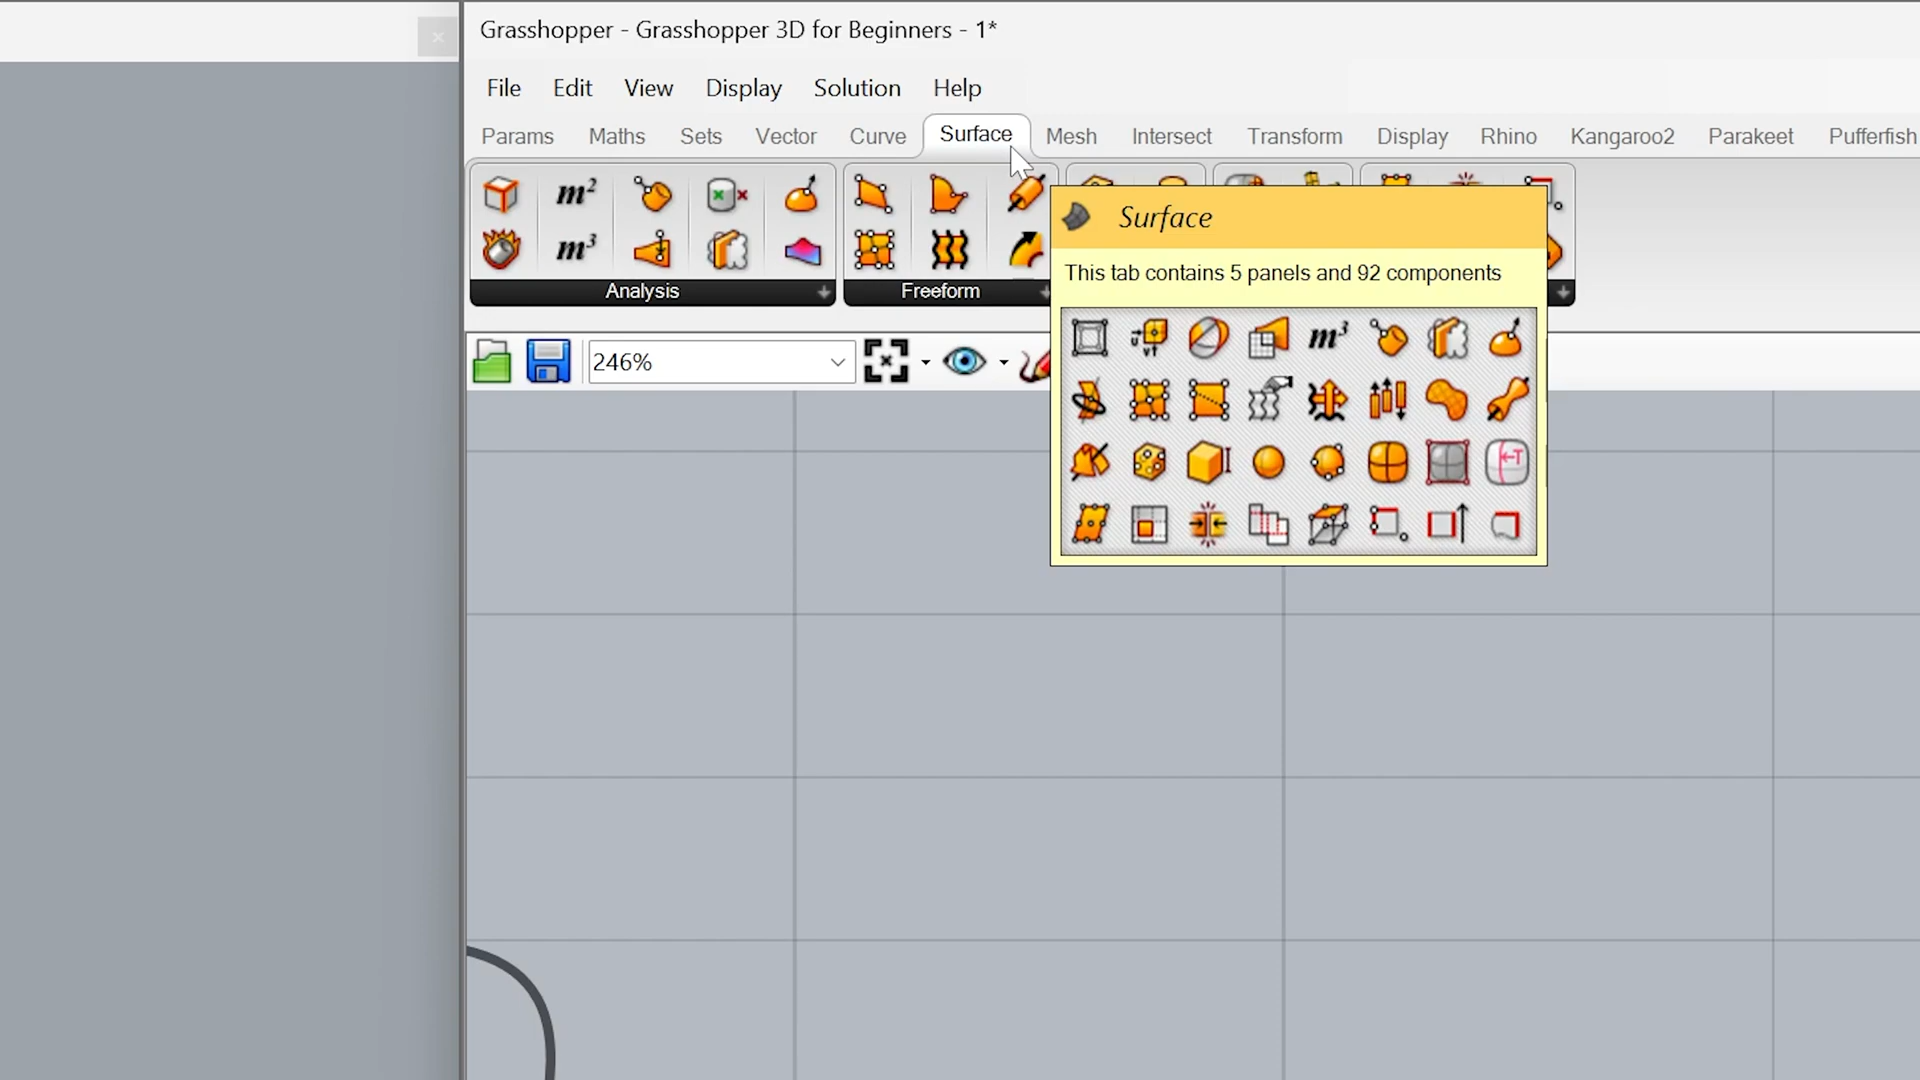 Grasshopper - Grasshopper 3D for Beginners - 1*
File Edit View Display Solution Help
Params Maths Sets Vector Curve Surface Mesh Intersect Transform Display Rhino Kangaroo2 Parakeet Pufferfish
m²
m³
Analysis Freeform
Surface
This tab contains 5 panels and 92 components
m³
246%